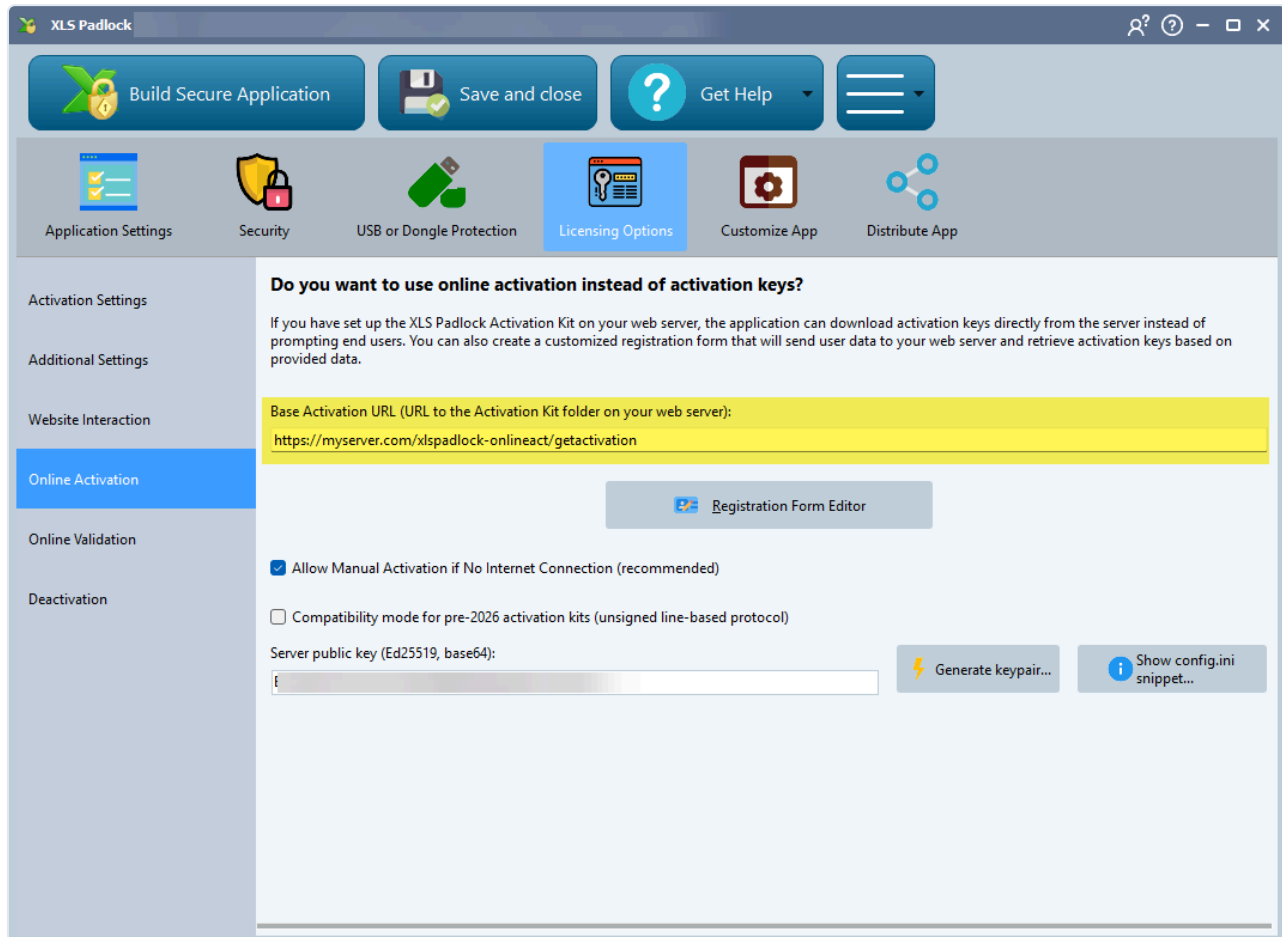 XLS Padlock
Build Secure Application
Save and close
Get Help
Application Settings
Security
USB or Dongle Protection
Licensing Options
Customize App
Distribute App
Activation Settings
Additional Settings
Website Interaction
Online Activation
Online Validation
Deactivation
Do you want to use online activation instead of activation keys?
If you have set up the XLS Padlock Activation Kit on your web server, the application can download activation keys directly from the server instead of
prompting end users. You can also create a customized registration form that will send user data to your web server and retrieve activation keys based on
provided data.
Base Activation URL (URL to the Activation Kit folder on your web server):
https://myserver.com/xlspadlock-onlineact/getactivation
Registration Form Editor
Allow Manual Activation if No Internet Connection (recommended)
Compatibility mode for pre-2026 activation kits (unsigned line-based protocol)
Server public key (Ed25519, base64):
Generate keypair...
Show config.ini
snippet...